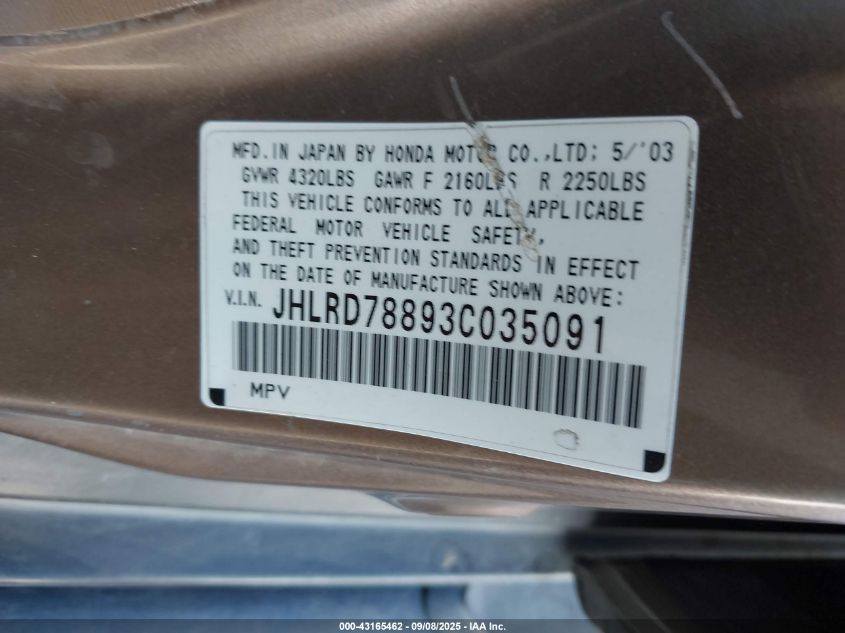 MFD. IN JAPAN BY HONDA MOTOR CO., LTD; 5/'03
GVWR 4320LBS GAWR F 2160LBS R 2250LBS
THIS VEHICLE CONFORMS TO ALL APPLICABLE
FEDERAL MOTOR VEHICLE SAFETY,
AND THEFT PREVENTION STANDARDS IN EFFECT
ON THE DATE OF MANUFACTURE SHOWN ABOVE:
V.I.N. JHLRD78893C035091
MPV
000-43165462 - 09/08/2025 - IAA Inc.